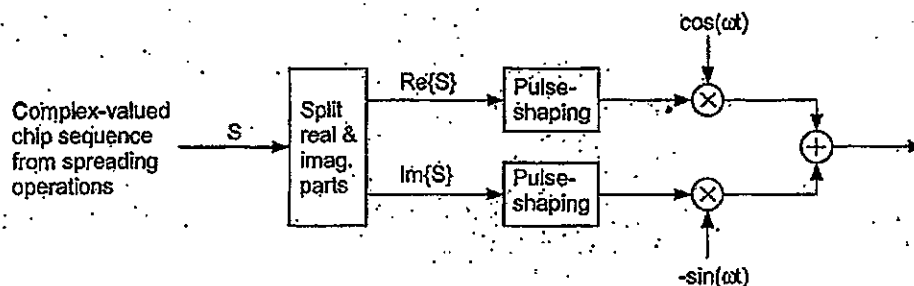 cos(ωt)
Complex-valued
chip sequence
from spreading
operations
S
Split
real &
imag.
parts
Re{S}
Pulse-
shaping
Im{S}
Pulse-
shaping
-sin(ωt)